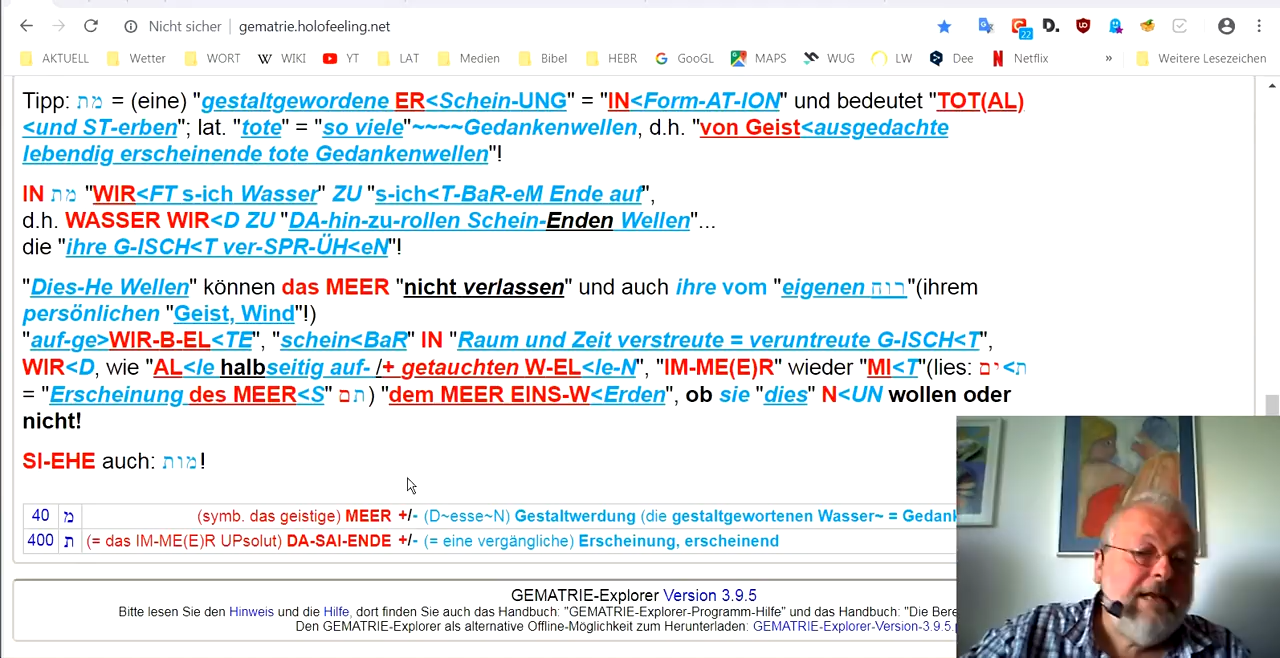 Nicht sicher | gematrie.holofeeling.net
22
AKTUELL Wetter WORT WIKI YT LAT Medien Bibel HEBR GooGL MAPS WUG LW Dee Netflix » Weitere Lesezeichen
Tipp: מת = (eine) "gestaltgewordene ER<Schein-UNG" = "IN<Form-AT-ION" und bedeutet "TOT(AL)
<und ST-erben"; lat. "tote" = "so viele"~~~~Gedankenwellen, d.h. "von Geist<ausgedachte
lebendig erscheinende tote Gedankenwellen"!
IN מת "WIR<FT s-ich Wasser" ZU "s-ich<T-BaR-eM Ende auf",
d.h. WASSER WIR<D ZU "DA-hin-zu-rollen Schein-Enden Wellen"...
die "ihre G-ISCH<T ver-SPR-ÜH<eN"!
"Dies-He Wellen" können das MEER "nicht verlassen" und auch ihre vom "eigenen רוח"(ihrem
persönlichen "Geist, Wind"!)
"auf-ge>WIR-B-EL<TE", "schein<BaR" IN "Raum und Zeit verstreute = veruntreute G-ISCH<T",
WIR<D, wie "AL<le halbseitig auf- /+ getauchten W-EL<le-N", "IM-ME(E)R" wieder "MI<T"(lies: ים<ת
= "Erscheinung des MEER<S" תם) "dem MEER EINS-W<Erden", ob sie "dies" N<UN wollen oder
nicht!
SI-EHE auch: מות!
40 מ (symb. das geistige) MEER +/- (D~esse~N) Gestaltwerdung (die gestaltgewortenen Wasser~ = Gedank
400 ת (= das IM-ME(E)R UPsolut) DA-SAI-ENDE +/- (= eine vergängliche) Erscheinung, erscheinend
GEMATRIE-Explorer Version 3.9.5
Bitte lesen Sie den Hinweis und die Hilfe, dort finden Sie auch das Handbuch: "GEMATRIE-Explorer-Programm-Hilfe" und das Handbuch: "Die Bere
Den GEMATRIE-Explorer als alternative Offline-Möglichkeit zum Herunterladen: GEMATRIE-Explorer-Version-3.9.5.